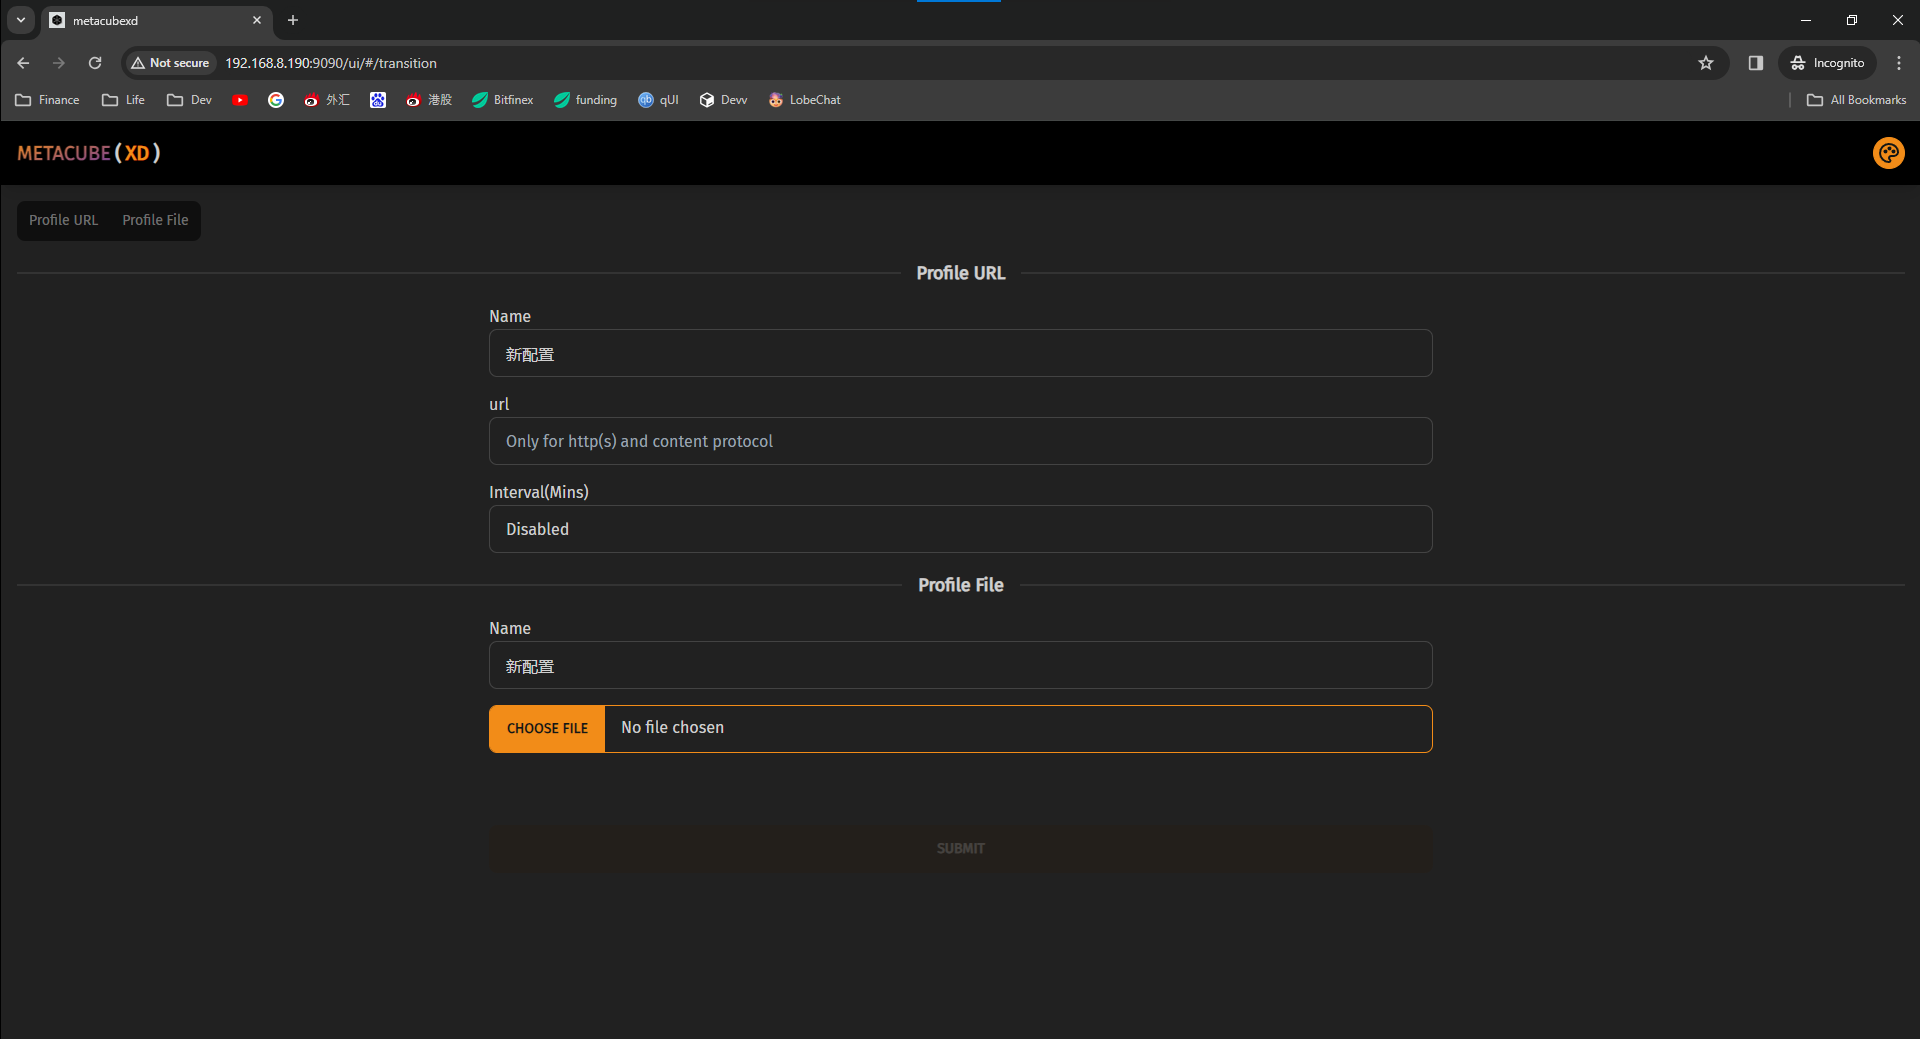 metacubexd
Not secure
192.168.8.190:9090/ui/#/transition
Incognito
Finance
Life
Dev
外汇
港股
Bitfinex
funding
qUI
Devv
LobeChat
All Bookmarks
METACUBE(XD)
Profile URL
Profile File
Profile URL
Name
新配置
url
Only for http(s) and content protocol
Interval(Mins)
Disabled
Profile File
Name
新配置
CHOOSE FILE
No file chosen
SUBMIT